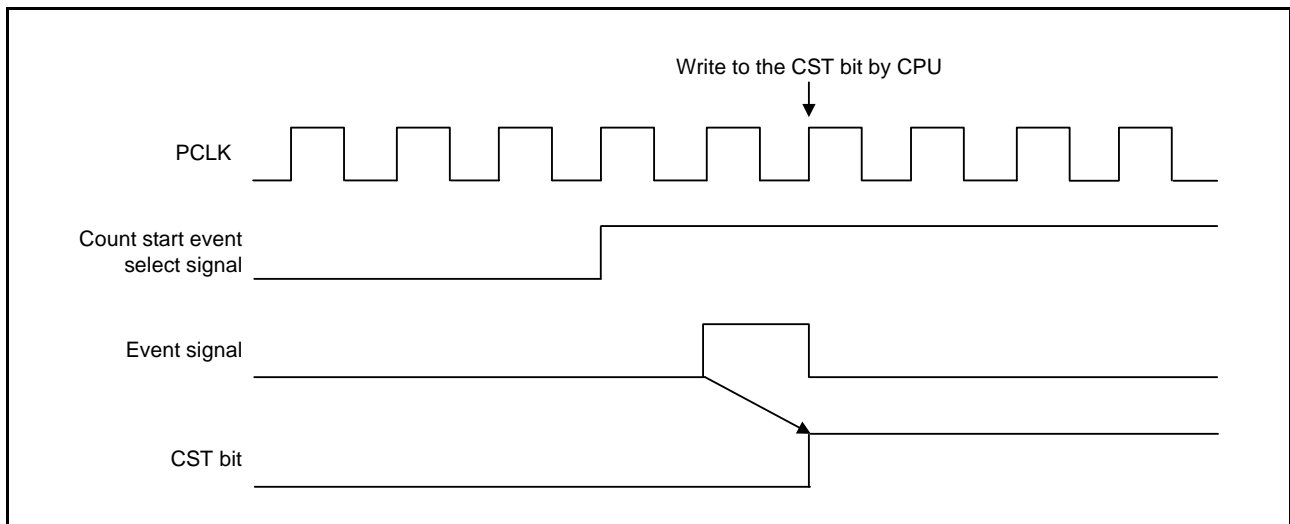 Write to the CST bit by CPU
PCLK
Count start event
select signal
Event signal
CST bit